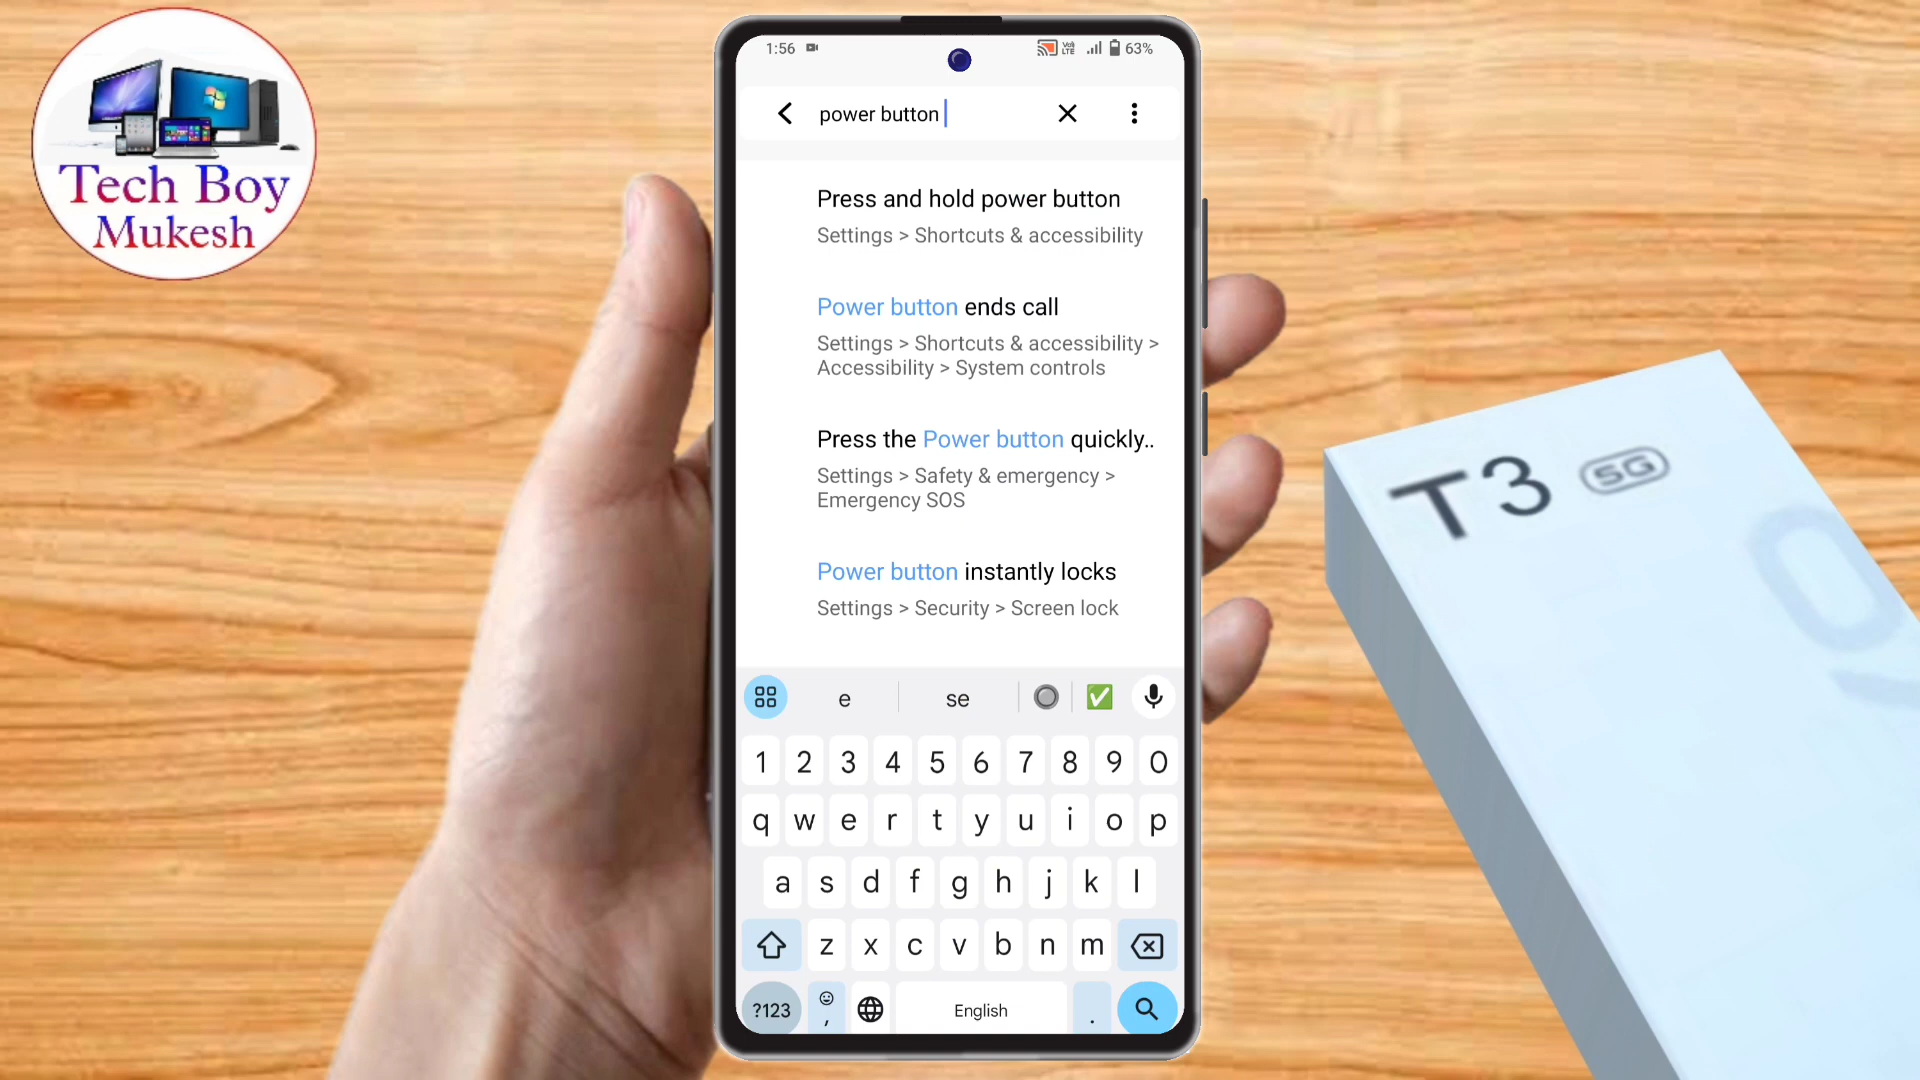 Tech Boy
Mukesh
1:56
Vo)
LTE
63%
power button
Press and hold power button
Settings > Shortcuts & accessibility
Power button ends call
Settings > Shortcuts & accessibility >
Accessibility > System controls
Press the Power button quickly..
Settings > Safety & emergency >
Emergency SOS
Power button instantly locks
Settings > Security > Screen lock
e se
1 2 3 4 5 6 7 8 9 0
q w e r t y u i o p
a s d f g h j k l
z x c v b n m
?123 , English .
T3 5G